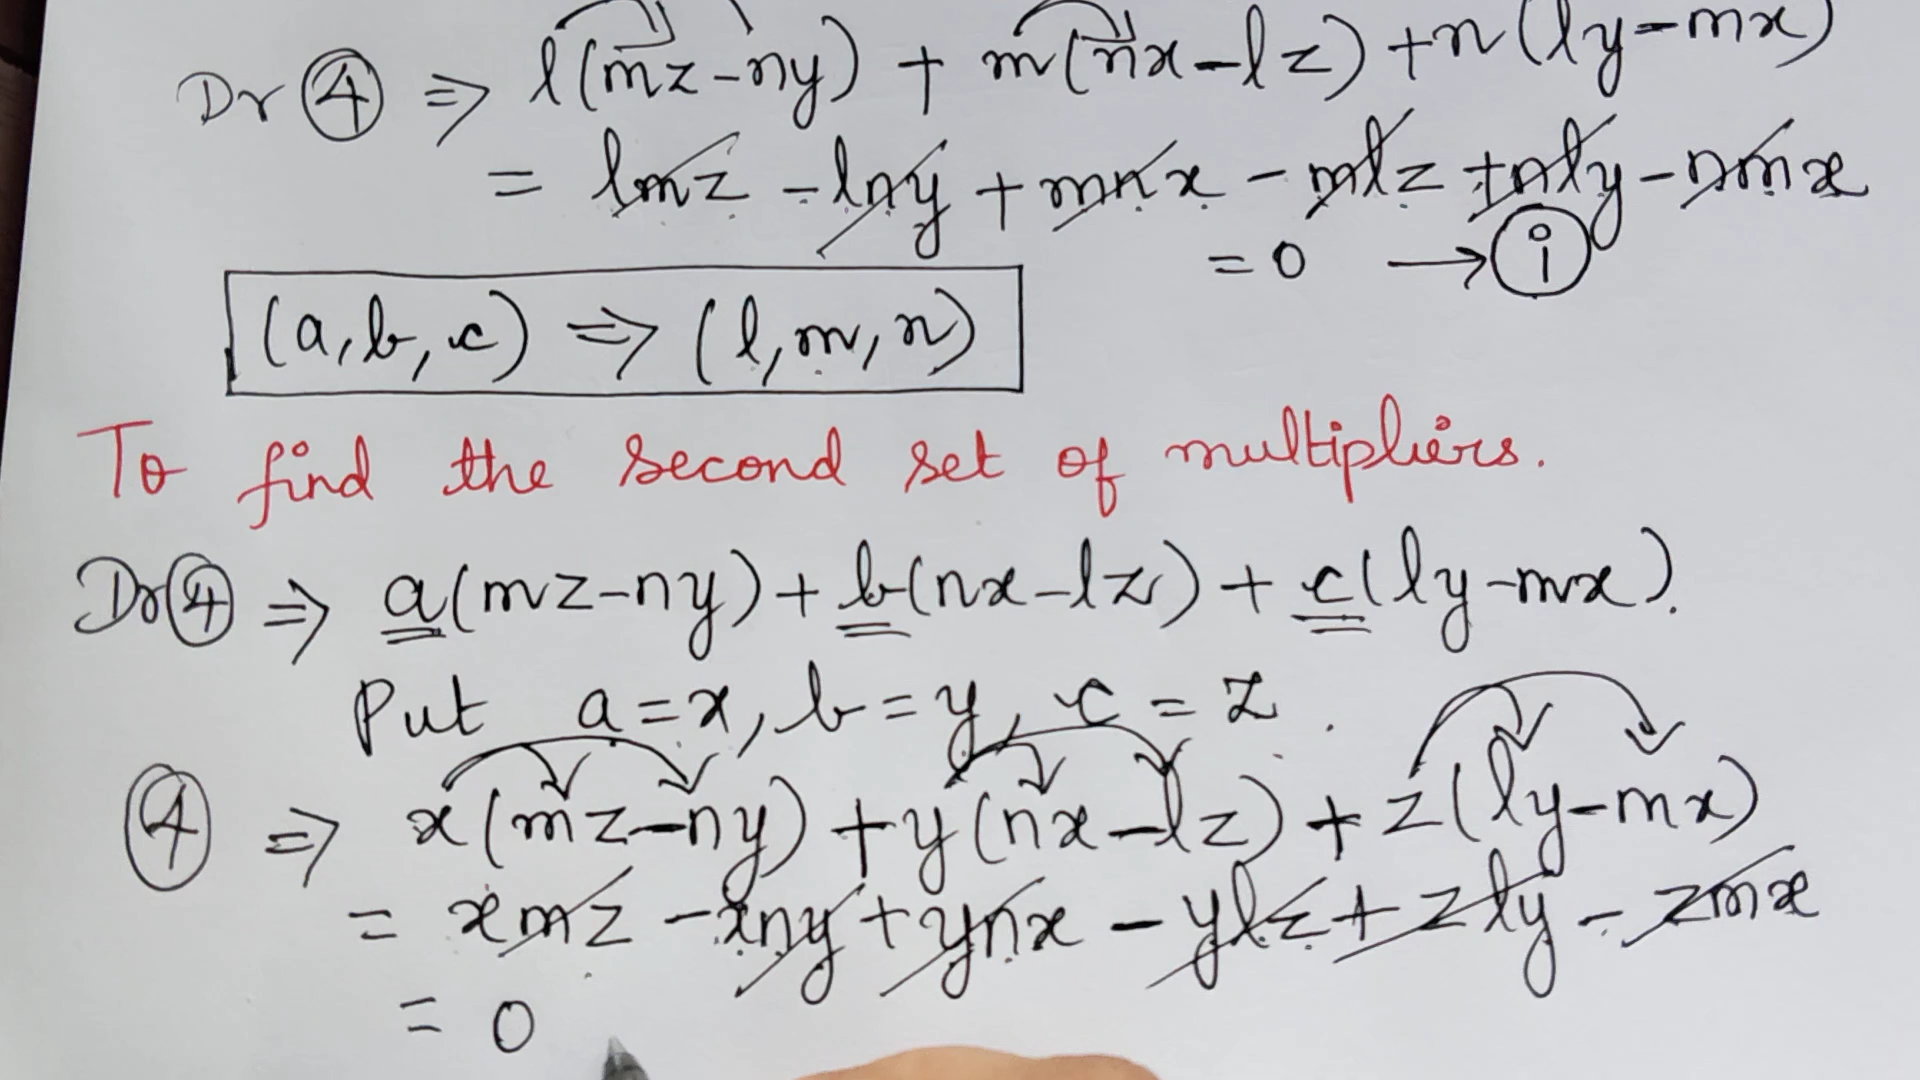 Dr ④ ⇒ l(mz-ny) + m(nx-lz) + n(ly-mx)
= lmz - lny + mnx - mlz + nly - nmx
= 0 → ⓘ
(a, b, c) ⇒ (l, m, n)
To find the second set of multipliers.
Dr ④ ⇒ a(mz-ny) + b(nx-lz) + c(ly-mx).
Put a = x, b = y, c = z.
④ ⇒ x(mz-ny) + y(nx-lz) + z(ly-mx)
= xmz - xny + ynx - ylz + zly - zmx
= 0